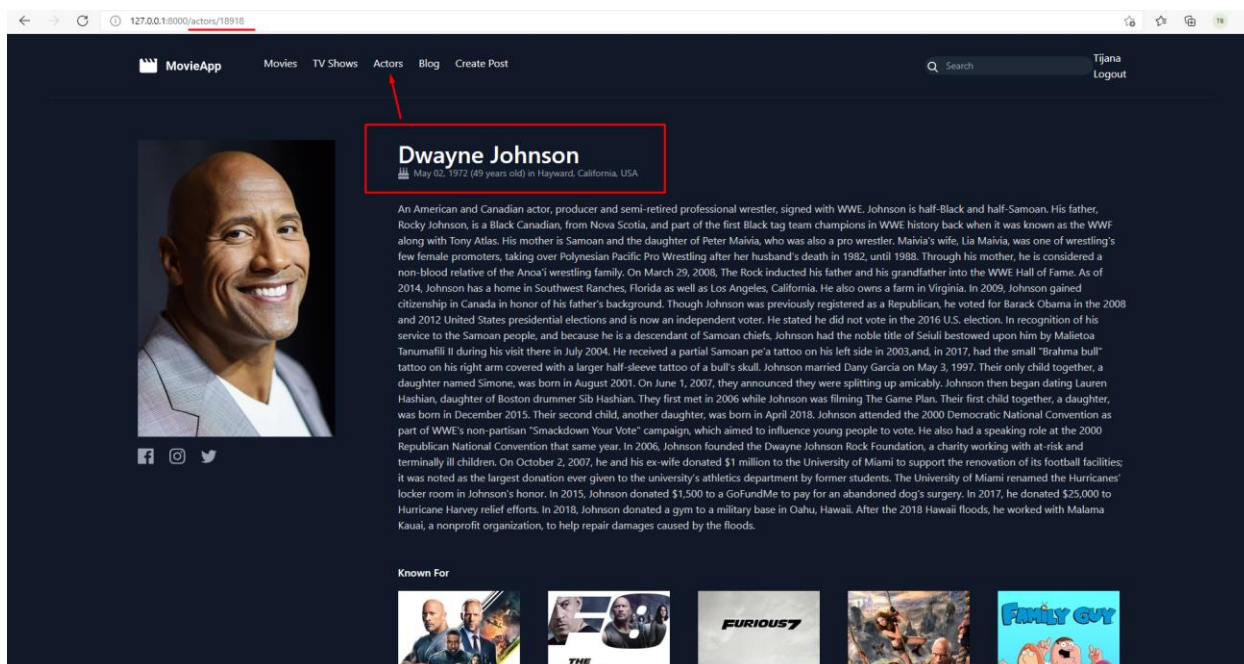 127.0.0.1:8000/actors/18918
TB
MovieApp Movies TV Shows Actors Blog Create Post Search Tijana
Logout
Dwayne Johnson
May 02, 1972 (49 years old) in Hayward, California, USA
An American and Canadian actor, producer and semi-retired professional wrestler, signed with WWE. Johnson is half-Black and half-Samoan. His father,
Rocky Johnson, is a Black Canadian, from Nova Scotia, and part of the first Black tag team champions in WWE history back when it was known as the WWF
along with Tony Atlas. His mother is Samoan and the daughter of Peter Maivia, who was also a pro wrestler. Maivia's wife, Lia Maivia, was one of wrestling's
few female promoters, taking over Polynesian Pacific Pro Wrestling after her husband's death in 1982, until 1988. Through his mother, he is considered a
non-blood relative of the Anoa'i wrestling family. On March 29, 2008, The Rock inducted his father and his grandfather into the WWE Hall of Fame. As of
2014, Johnson has a home in Southwest Ranches, Florida as well as Los Angeles, California. He also owns a farm in Virginia. In 2009, Johnson gained
citizenship in Canada in honor of his father's background. Though Johnson was previously registered as a Republican, he voted for Barack Obama in the 2008
and 2012 United States presidential elections and is now an independent voter. He stated he did not vote in the 2016 U.S. election. In recognition of his
service to the Samoan people, and because he is a descendant of Samoan chiefs, Johnson had the noble title of Seiuli bestowed upon him by Malietoa
Tanumafili II during his visit there in July 2004. He received a partial Samoan pe'a tattoo on his left side in 2003,and, in 2017, had the small "Brahma bull"
tattoo on his right arm covered with a larger half-sleeve tattoo of a bull's skull. Johnson married Dany Garcia on May 3, 1997. Their only child together, a
daughter named Simone, was born in August 2001. On June 1, 2007, they announced they were splitting up amicably. Johnson then began dating Lauren
Hashian, daughter of Boston drummer Sib Hashian. They first met in 2006 while Johnson was filming The Game Plan. Their first child together, a daughter,
was born in December 2015. Their second child, another daughter, was born in April 2018. Johnson attended the 2000 Democratic National Convention as
part of WWE's non-partisan "Smackdown Your Vote" campaign, which aimed to influence young people to vote. He also had a speaking role at the 2000
Republican National Convention that same year. In 2006, Johnson founded the Dwayne Johnson Rock Foundation, a charity working with at-risk and
terminally ill children. On October 2, 2007, he and his ex-wife donated $1 million to the University of Miami to support the renovation of its football facilities;
it was noted as the largest donation ever given to the university's athletics department by former students. The University of Miami renamed the Hurricanes'
locker room in Johnson's honor. In 2015, Johnson donated $1,500 to a GoFundMe to pay for an abandoned dog's surgery. In 2017, he donated $25,000 to
Hurricane Harvey relief efforts. In 2018, Johnson donated a gym to a military base in Oahu, Hawaii. After the 2018 Hawaii floods, he worked with Malama
Kauai, a nonprofit organization, to help repair damages caused by the floods.
Known For
F8
THE
FURIOUS7
FAMILY GUY